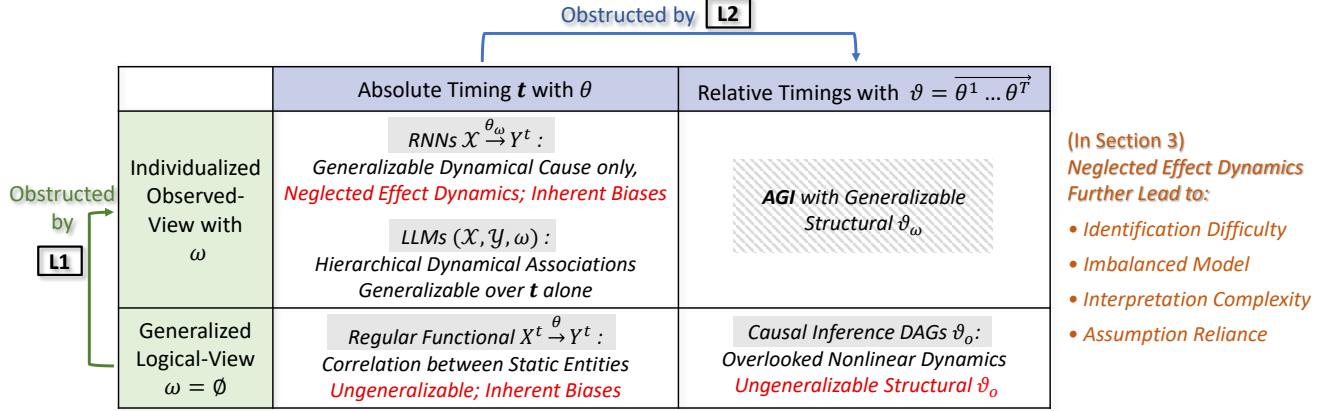 Obstructed by L2
Absolute Timing t with θ
Relative Timings with ϑ = θ¹ … θᵀ
Obstructed
by
L1
Individualized
Observed-
View with
ω
RNNs 𝒳 →^{θ_ω} Yᵗ :
Generalizable Dynamical Cause only,
Neglected Effect Dynamics; Inherent Biases
LLMs (𝒳, 𝒴, ω) :
Hierarchical Dynamical Associations
Generalizable over t alone
AGI with Generalizable
Structural ϑ_ω
Generalized
Logical-View
ω = ∅
Regular Functional Xᵗ →^{θ} Yᵗ :
Correlation between Static Entities
Ungeneralizable; Inherent Biases
Causal Inference DAGs ϑₒ:
Overlooked Nonlinear Dynamics
Ungeneralizable Structural ϑₒ
(In Section 3)
Neglected Effect Dynamics
Further Lead to:
• Identification Difficulty
• Imbalanced Model
• Interpretation Complexity
• Assumption Reliance